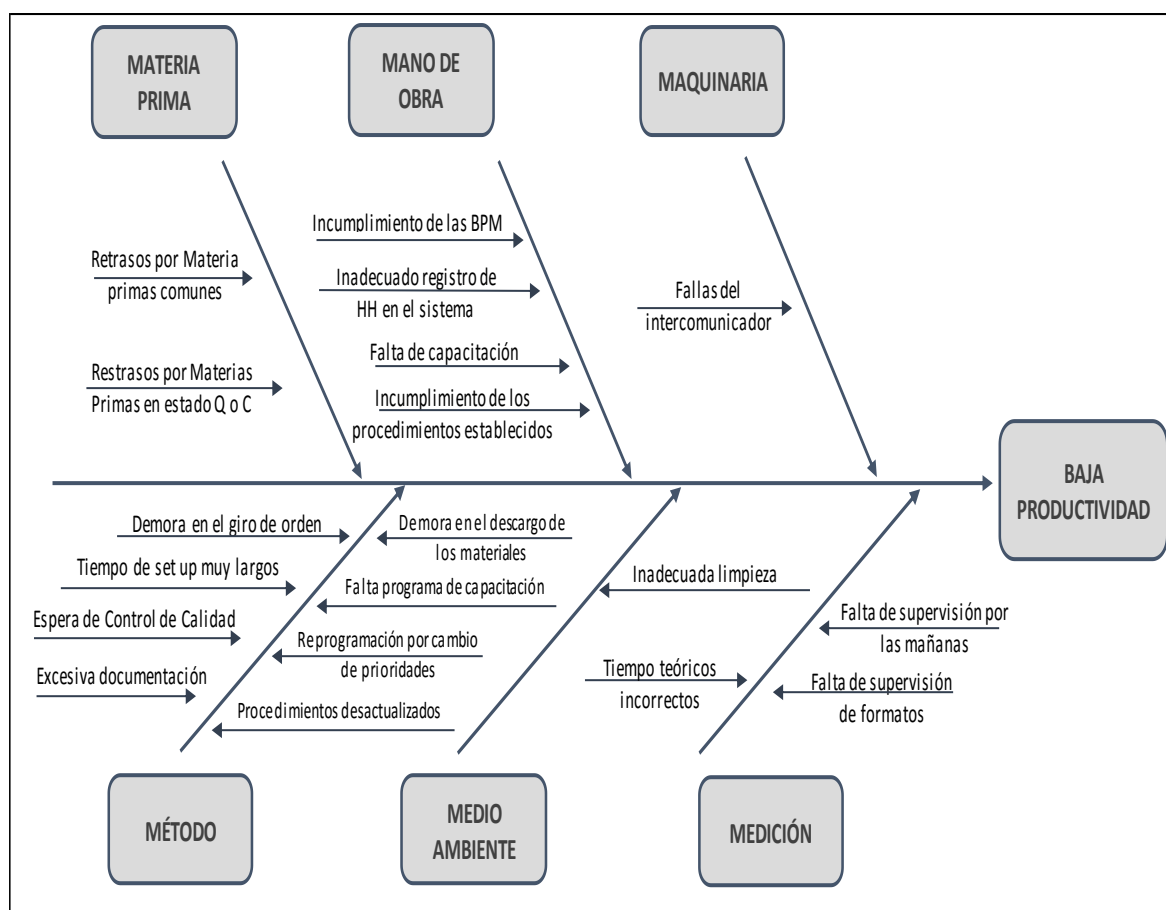 MATERIA
PRIMA
MANO DE
OBRA
MAQUINARIA
Incumplimiento de las BPM
Retrasos por Materia
primas comunes
Inadecuado registro de
HH en el sistema
Fallas del
intercomunicador
Falta de capacitación
Restrasos por Materias
Primas en estado Q o C
Incumplimiento de los
procedimientos establecidos
BAJA
PRODUCTIVIDAD
Demora en el giro de orden
Demora en el descargo de
los materiales
Tiempo de set up muy largos
Falta programa de capacitación
Inadecuada limpieza
Espera de Control de Calidad
Falta de supervisión por
las mañanas
Reprogramación por cambio
de prioridades
Excesiva documentación
Tiempo teóricos
incorrectos
Falta de supervisión
de formatos
Procedimientos desactualizados
MÉTODO
MEDIO
AMBIENTE
MEDICIÓN